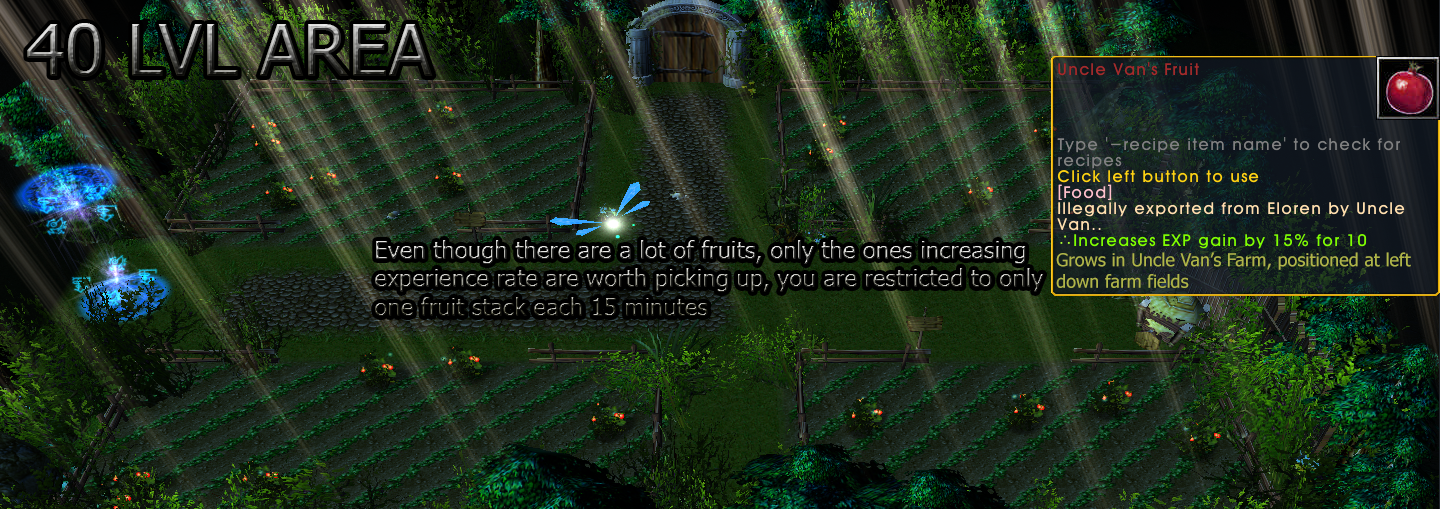 40 LVL AREA
Even though there are a lot of fruits, only the ones increasing
experience rate are worth picking up, you are restricted to only
one fruit stack each 15 minutes
Uncle Van's Fruit
Type '-recipe item name' to check for
recipes
Click left button to use
[Food]
Illegally exported from Eloren by Uncle
Van..
∴Increases EXP gain by 15% for 10
Grows in Uncle Van's Farm, positioned at left
down farm fields